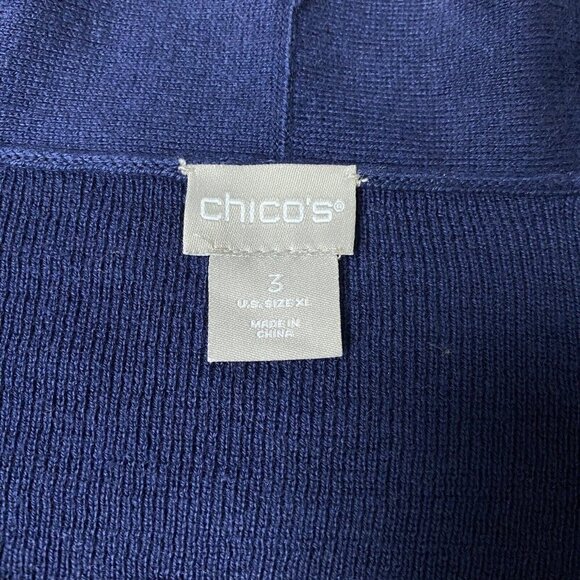 chico's®
3
U.S. SIZE XL
MADE IN
CHINA